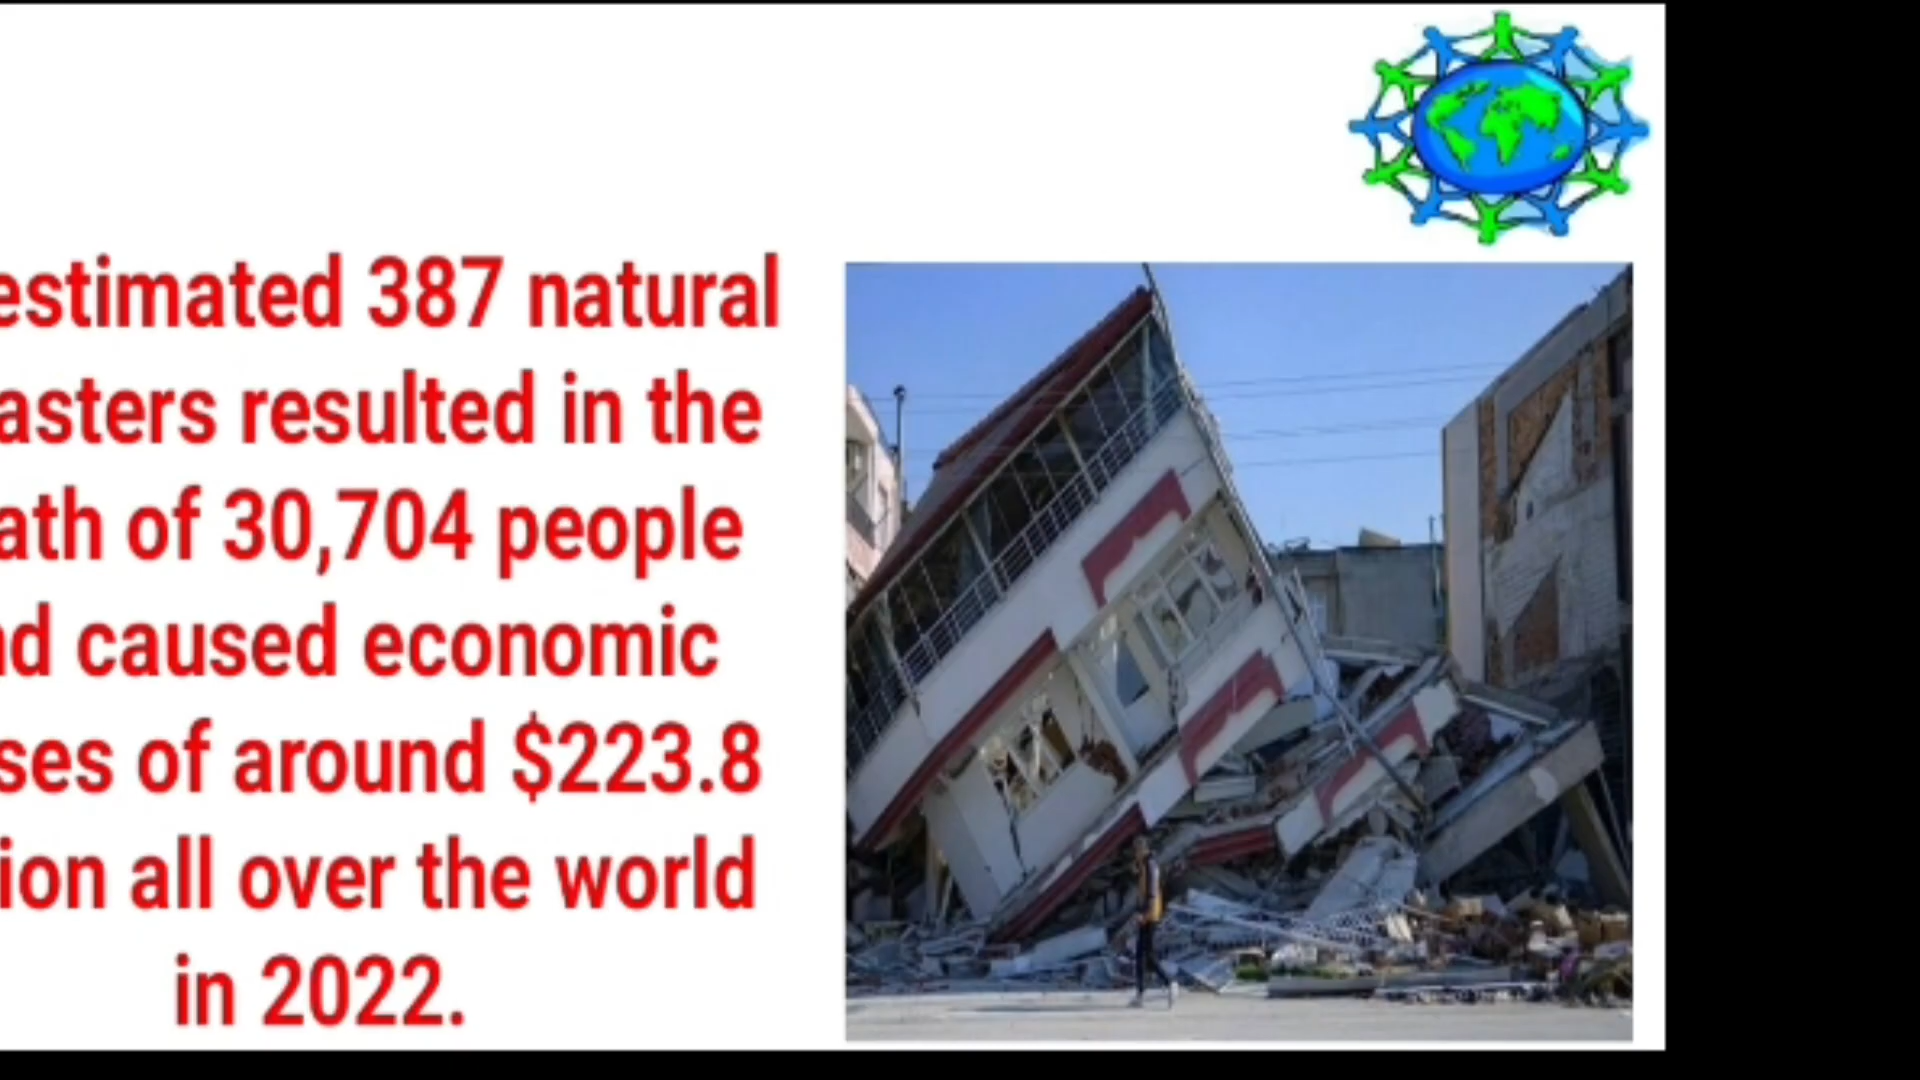 estimated 387 natural
asters resulted in the
ath of 30,704 people
nd caused economic
ses of around $223.8
ion all over the world
in 2022.